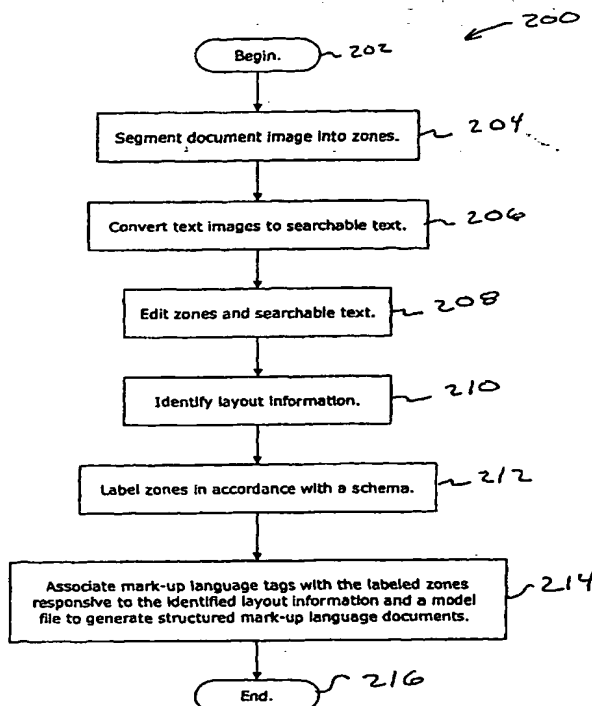 200
Begin. 202
Segment document image into zones. 204
Convert text images to searchable text. 206
Edit zones and searchable text. 208
Identify layout information. 210
Label zones in accordance with a schema. 212
Associate mark-up language tags with the labeled zones
responsive to the identified layout information and a model
file to generate structured mark-up language documents.
214
End. 216